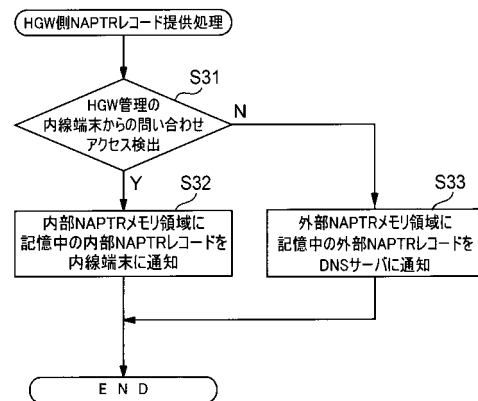 HGW側NAPTRレコード提供処理
S31
HGW管理の
内線端末からの問い合わせ
アクセス検出
N
Y
S32
内部NAPTRメモリ領域に
記憶中の内部NAPTRレコードを
内線端末に通知
S33
外部NAPTRメモリ領域に
記憶中の外部NAPTRレコードを
DNSサーバに通知
END